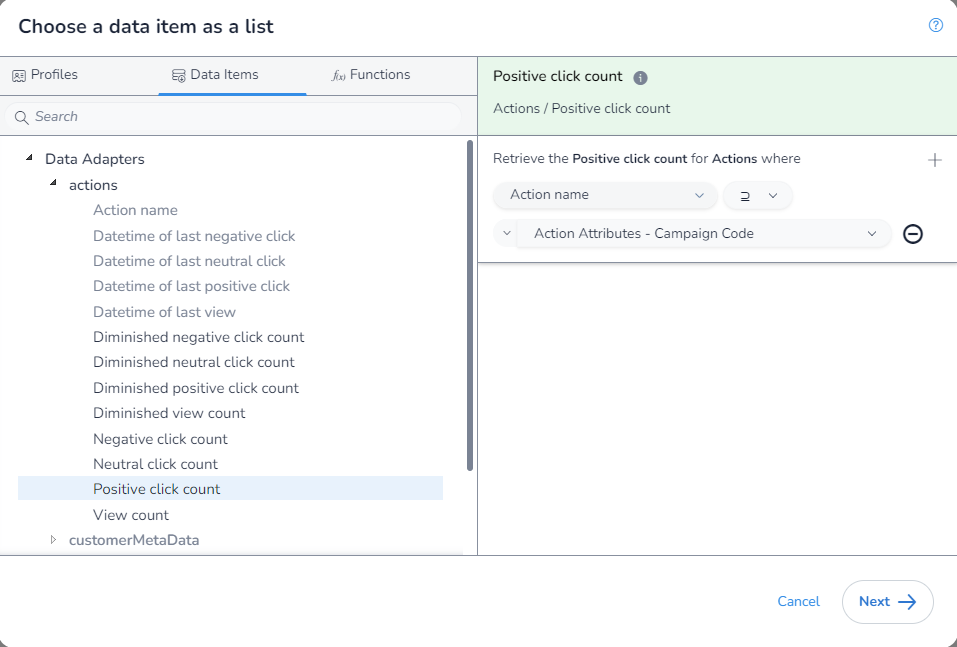 Choose a data item as a list
Profiles
Data Items
f(x) Functions
Search
Data Adapters
actions
Action name
Datetime of last negative click
Datetime of last neutral click
Datetime of last positive click
Datetime of last view
Diminished negative click count
Diminished neutral click count
Diminished positive click count
Diminished view count
Negative click count
Neutral click count
Positive click count
View count
customerMetaData
Positive click count
Actions / Positive click count
Retrieve the Positive click count for Actions where
Action name
⊇
Action Attributes - Campaign Code
Cancel
Next